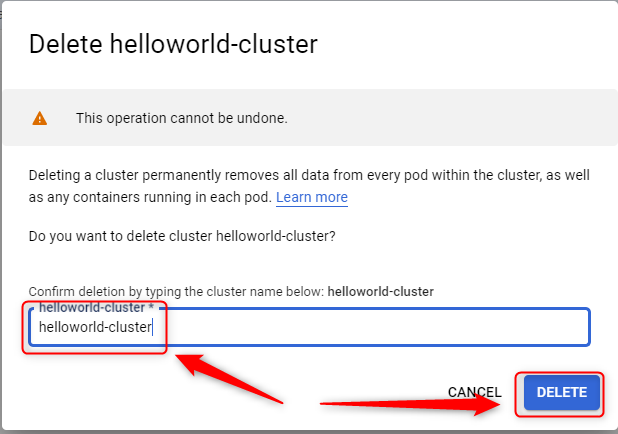 Delete helloworld-cluster
This operation cannot be undone.
Deleting a cluster permanently removes all data from every pod within the cluster, as well
as any containers running in each pod. Learn more
Do you want to delete cluster helloworld-cluster?
Confirm deletion by typing the cluster name below: helloworld-cluster
helloworld-cluster *
helloworld-cluster
CANCEL DELETE